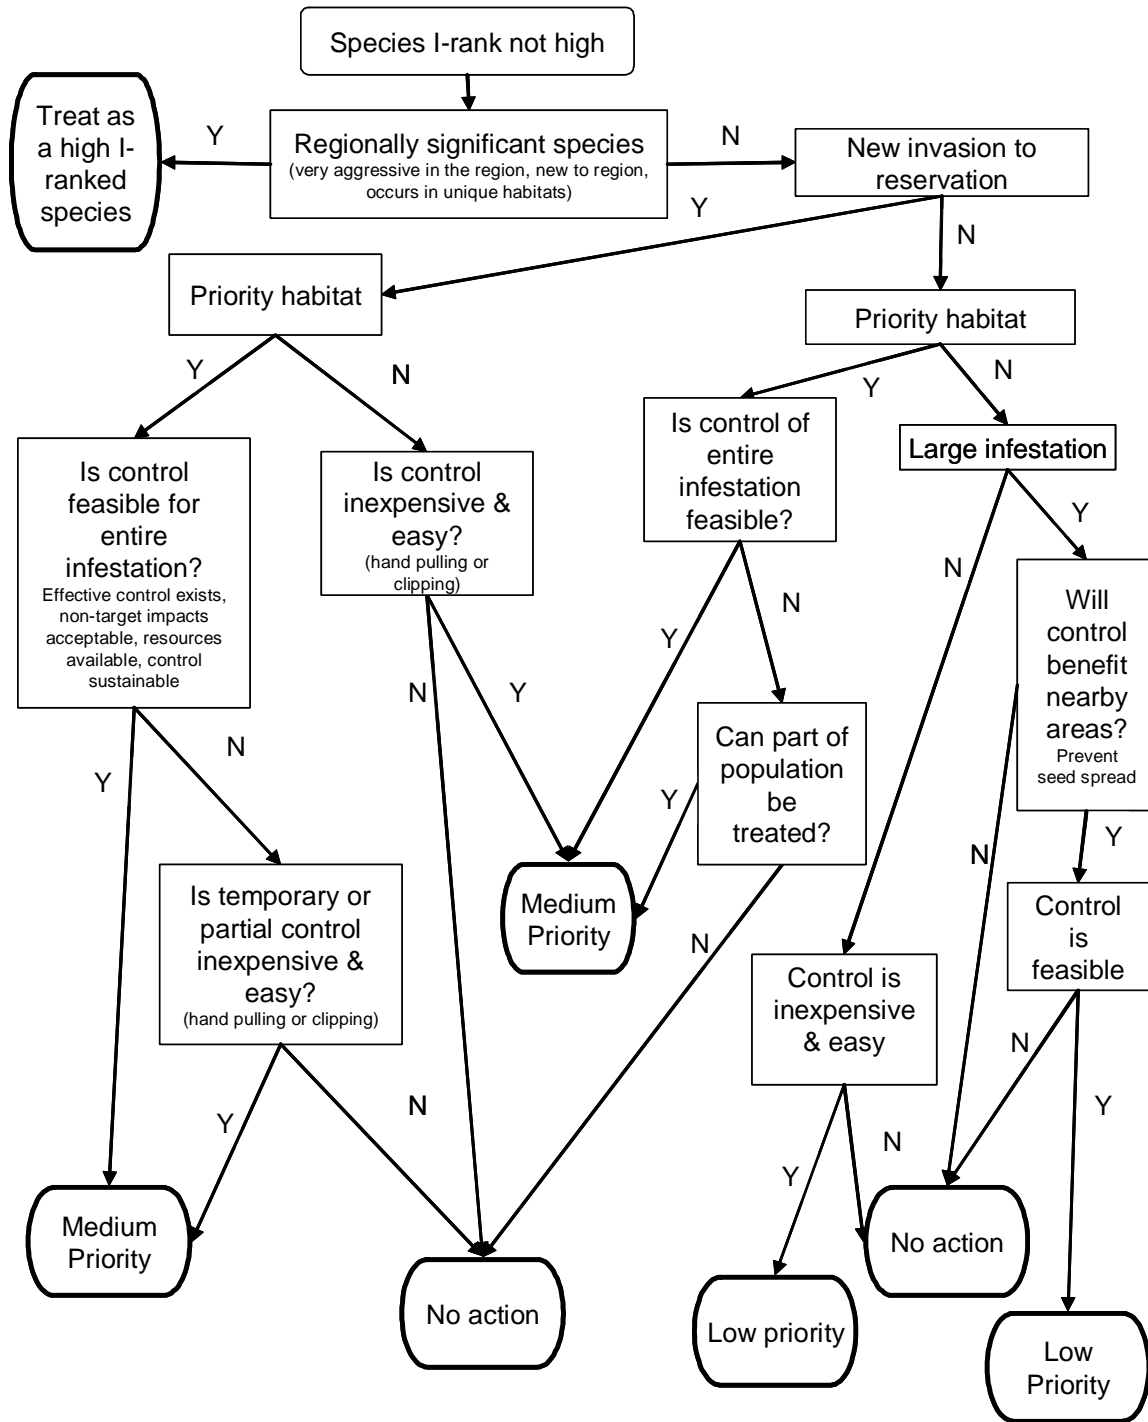 Species I-rank not high
Treat as
a high I-
ranked
species
Y
Regionally significant species
(very aggressive in the region, new to region,
occurs in unique habitats)
N
New invasion to
reservation
Y
N
Priority habitat
Priority habitat
Y
N
Y
N
Is control
feasible for
entire
infestation?
Effective control exists,
non-target impacts
acceptable, resources
available, control
sustainable
Is control
inexpensive &
easy?
(hand pulling or
clipping)
Is control of
entire
infestation
feasible?
Large infestation
Y
N
Will
control
benefit
nearby
areas?
Prevent
seed spread
N
Y
N
Y
Y
N
Can part of
population
be
treated?
Y
Y
N
Is temporary or
partial control
inexpensive &
easy?
(hand pulling or clipping)
Medium
Priority
N
Control is
inexpensive
& easy
Control
is
feasible
N
Y
Y
N
Y
N
Medium
Priority
No action
Low priority
No action
Low
Priority